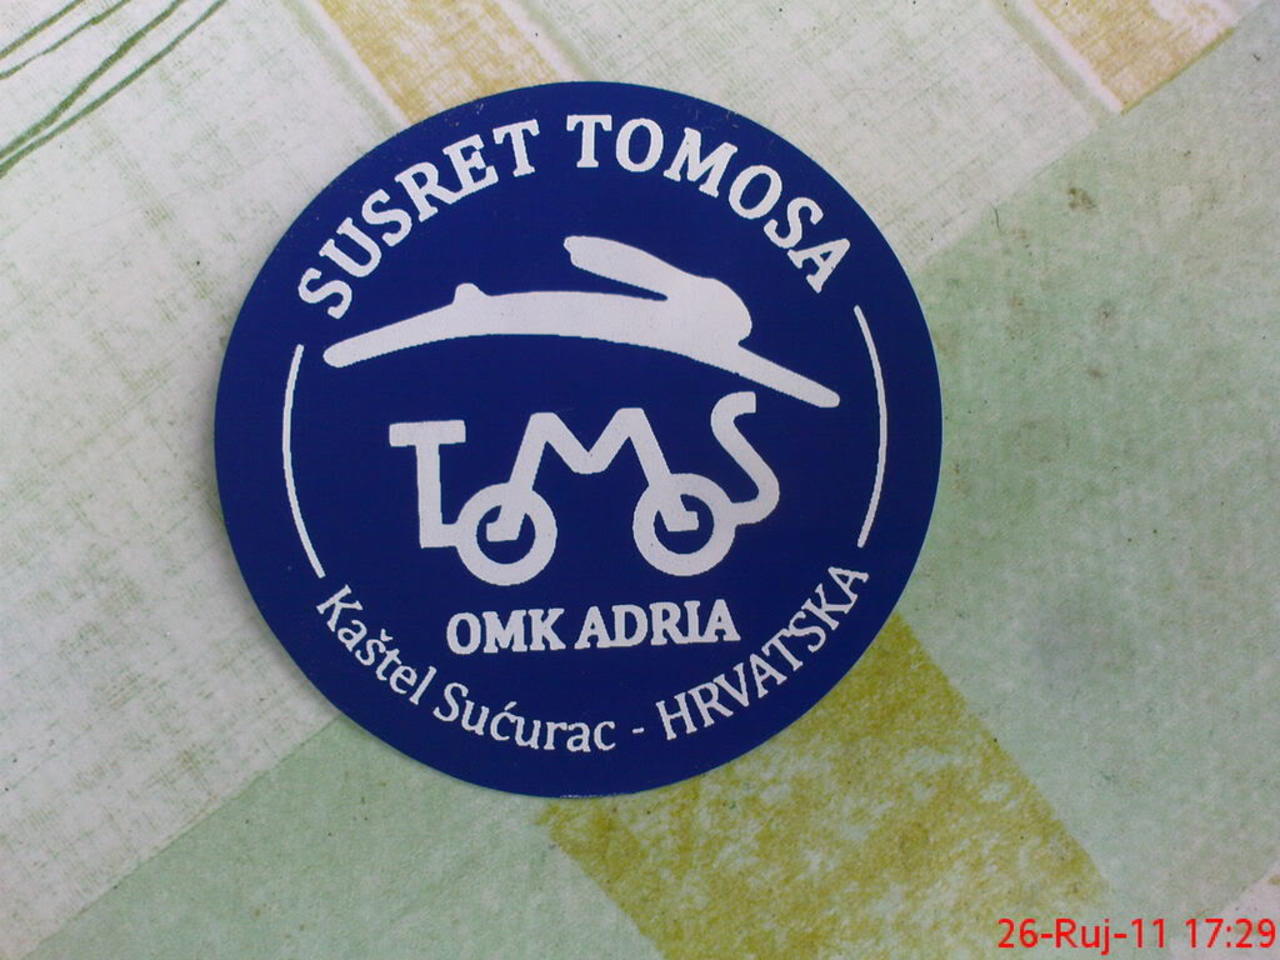 SUSRET TOMOSA
TOMOS
OMK ADRIA
Kaštel Sućurac - HRVATSKA
26-Ruj-11 17:29